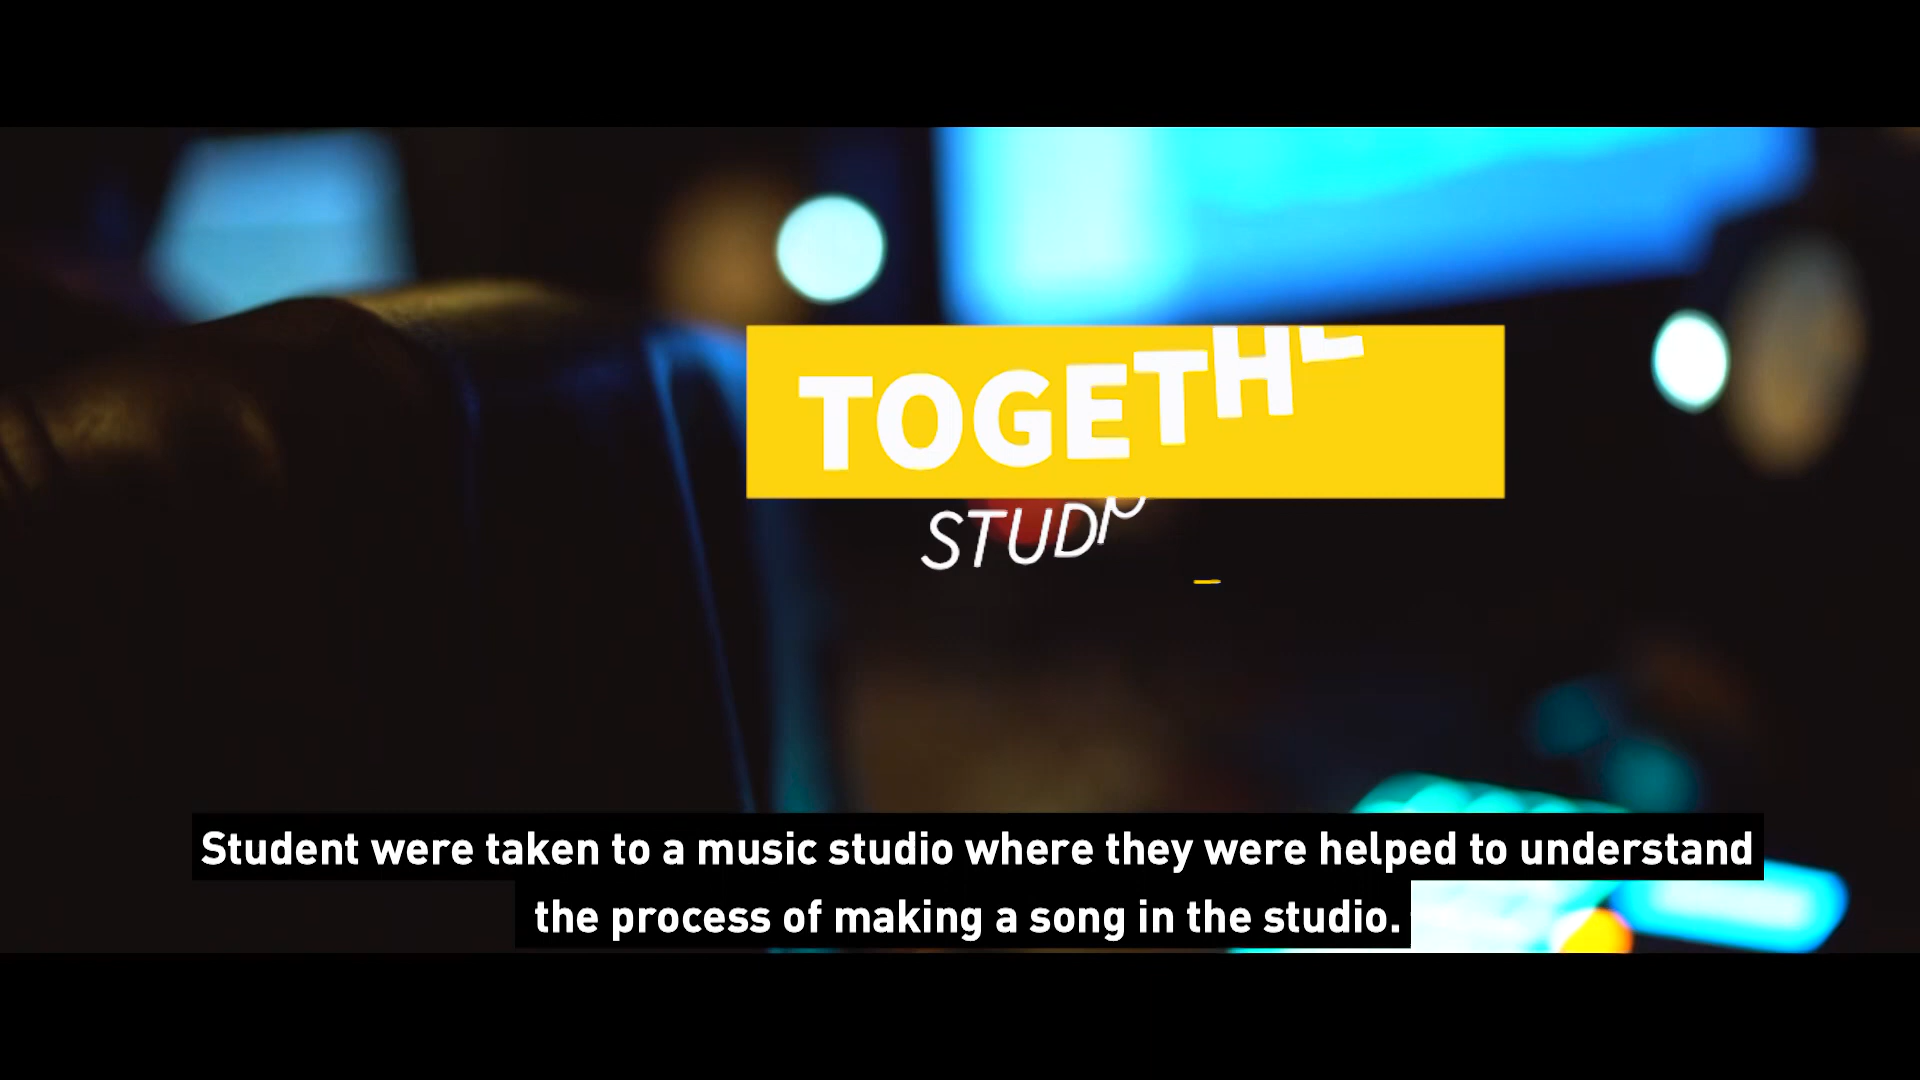 TOGETHE
STUD
Student were taken to a music studio where they were helped to understand
the process of making a song in the studio.